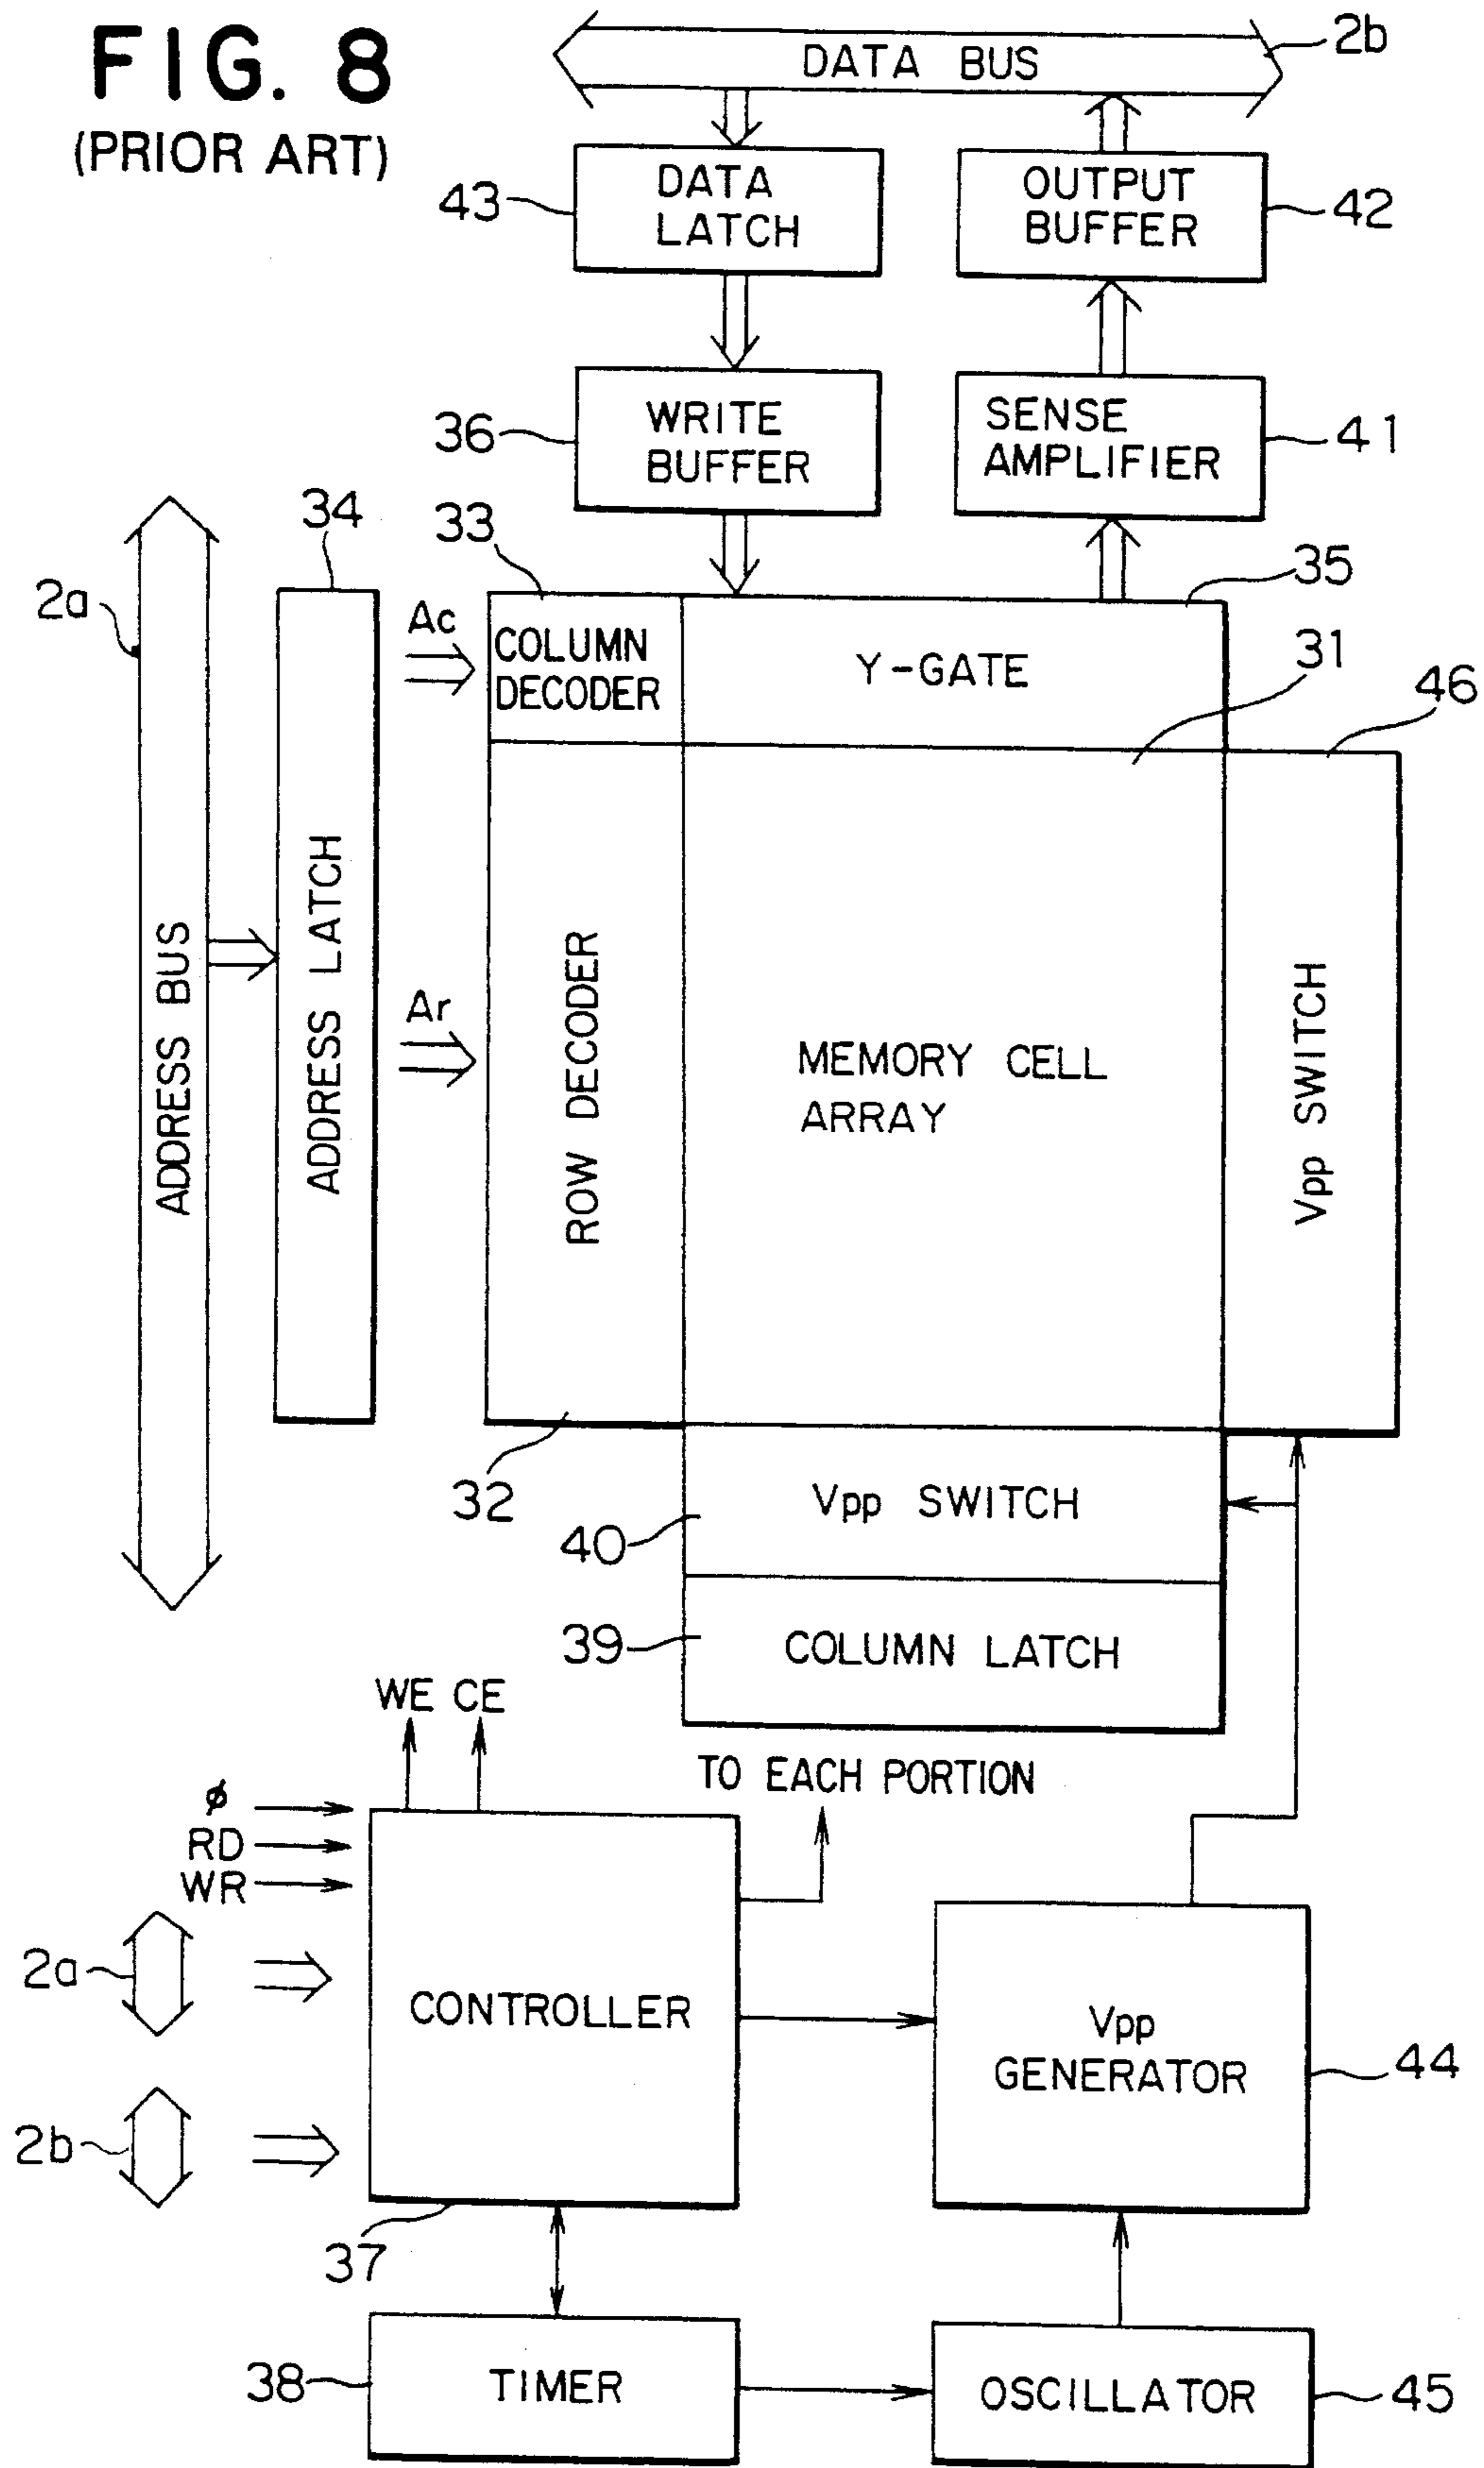 FIG. 8
(PRIOR ART)
DATA BUS
2b
43
DATA
LATCH
OUTPUT
BUFFER
42
36
WRITE
BUFFER
SENSE
AMPLIFIER
41
2a
ADDRESS BUS
34
ADDRESS LATCH
Ac
Ar
33
COLUMN
DECODER
Y-GATE
35
31
46
ROW DECODER
32
MEMORY CELL
ARRAY
Vpp SWITCH
40
Vpp SWITCH
39
COLUMN LATCH
WE CE
TO EACH PORTION
ϕ
RD
WR
2a
2b
CONTROLLER
37
Vpp
GENERATOR
44
38
TIMER
OSCILLATOR
45